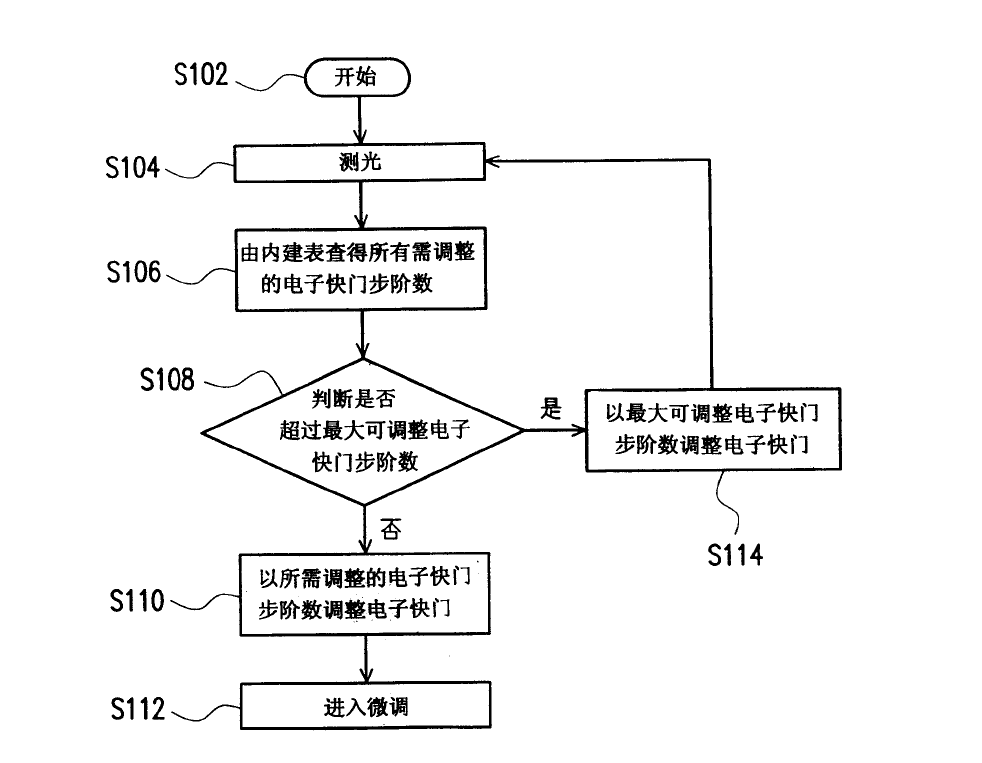 S102
开始
S104
测光
S106
由内建表查得所有需调整
的电子快门步阶数
S108
判断是否
超过最大可调整电子
快门步阶数
是
以最大可调整电子快门
步阶数调整电子快门
S114
否
S110
以所需调整的电子快门
步阶数调整电子快门
S112
进入微调